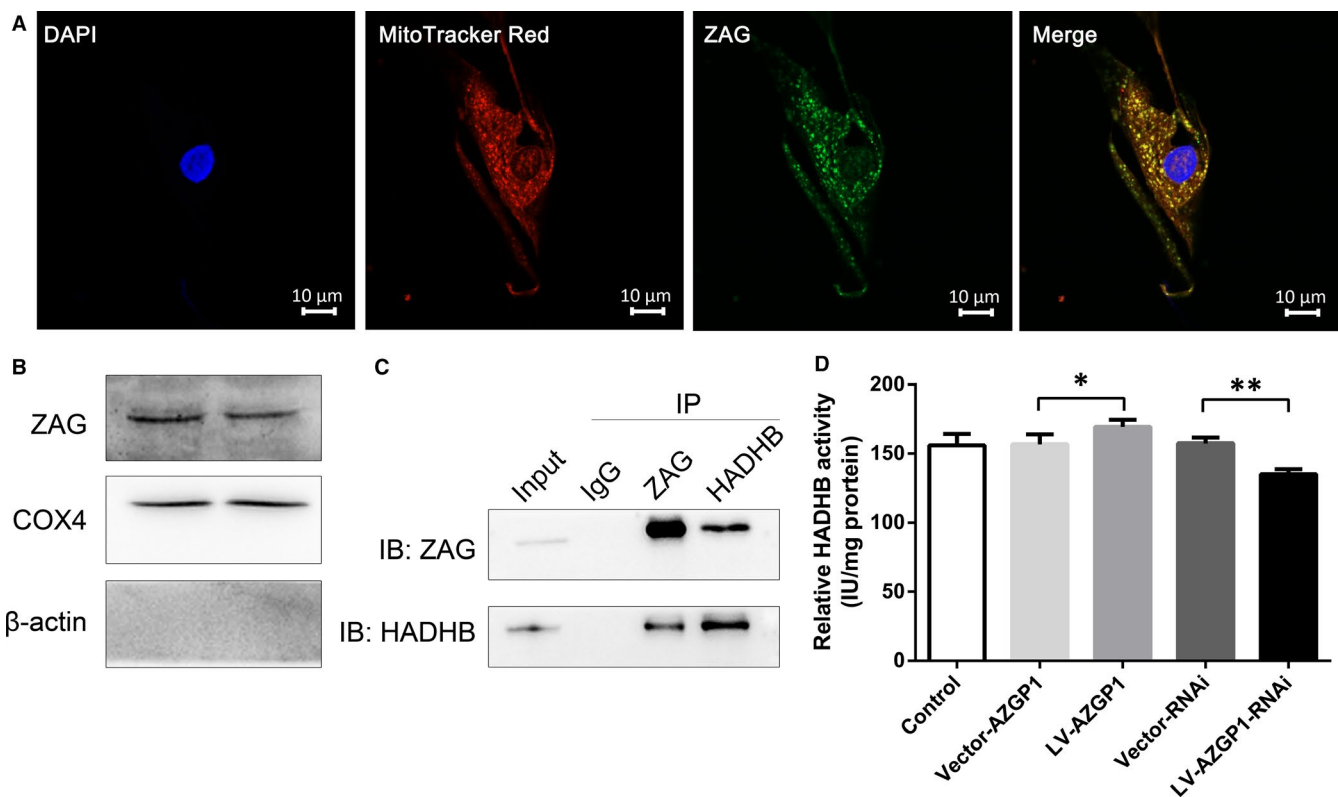 A
DAPI
MitoTracker Red
ZAG
Merge
10 µm
10 µm
10 µm
10 µm
B
ZAG
COX4
β-actin
C
IP
Input
IgG
ZAG
HADHB
IB: ZAG
IB: HADHB
D
Relative HADHB activity
(IU/mg prortein)
200
150
100
50
0
*
**
Control
Vector-AZGP1
LV-AZGP1
Vector-RNAi
LV-AZGP1-RNAi